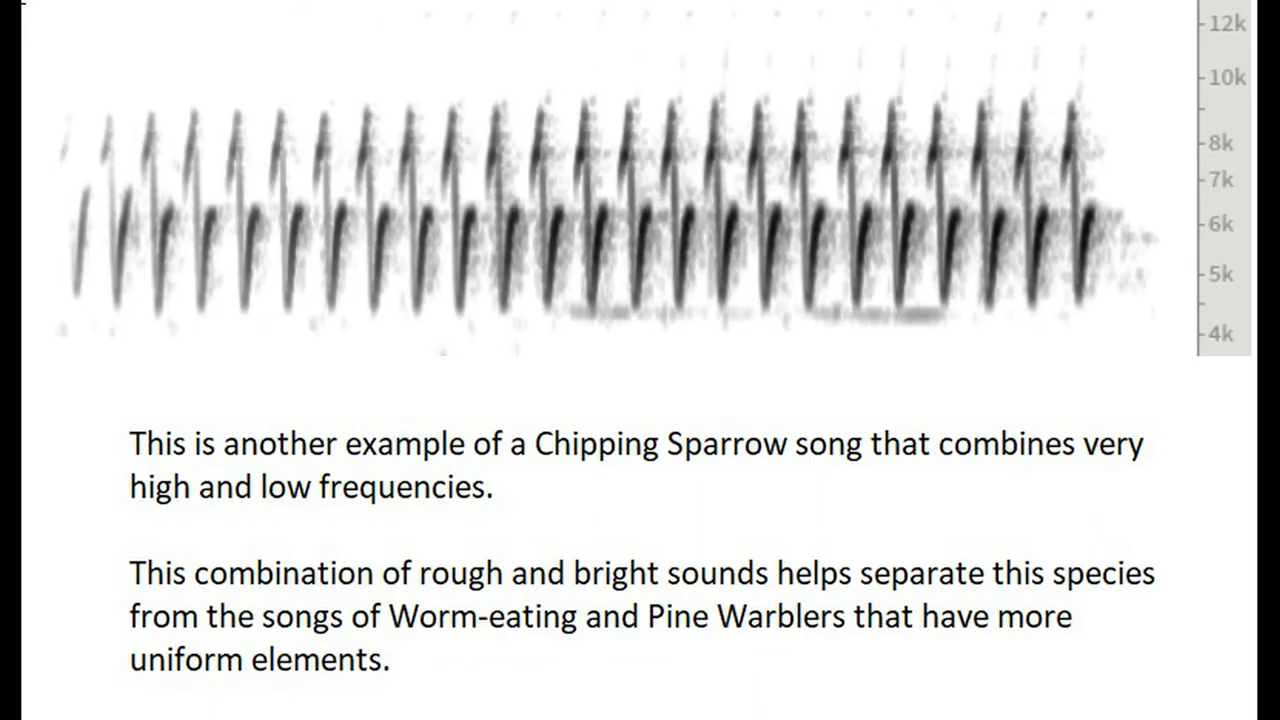 12k
10k
8k
7k
6k
5k
4k
This is another example of a Chipping Sparrow song that combines very
high and low frequencies.
This combination of rough and bright sounds helps separate this species
from the songs of Worm-eating and Pine Warblers that have more
uniform elements.